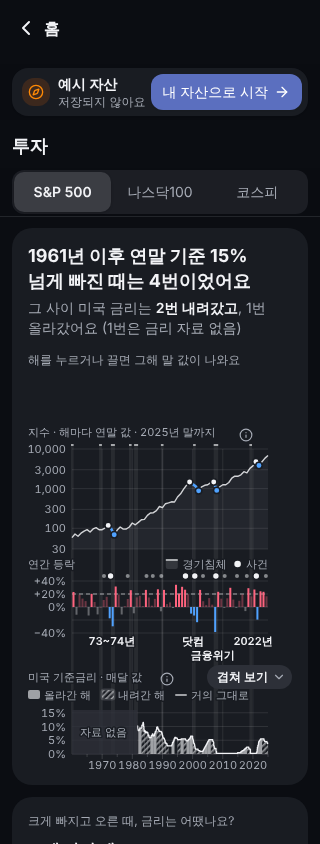 홈
예시 자산
저장되지 않아요
내 자산으로 시작
투자
S&P 500
나스닥100
코스피
1961년 이후 연말 기준 15%
넘게 빠진 때는 4번이었어요
그 사이 미국 금리는 2번 내려갔고, 1번
올라갔어요 (1번은 금리 자료 없음)
해를 누르거나 끌면 그해 말 값이 나와요
지수 · 해마다 연말 값 · 2025년 말까지
10,000
3,000
1,000
300
100
30
연간 등락
경기침체
사건
+40%
+20%
0%
−40%
73~74년
닷컴
2022년
금융위기
미국 기준금리 · 매달 값
겹쳐 보기
올라간 해
내려간 해
거의 그대로
15%
10%
5%
0%
자료 없음
1970 1980 1990 2000 2010 2020
크게 빠지고 오른 때, 금리는 어땠나요?